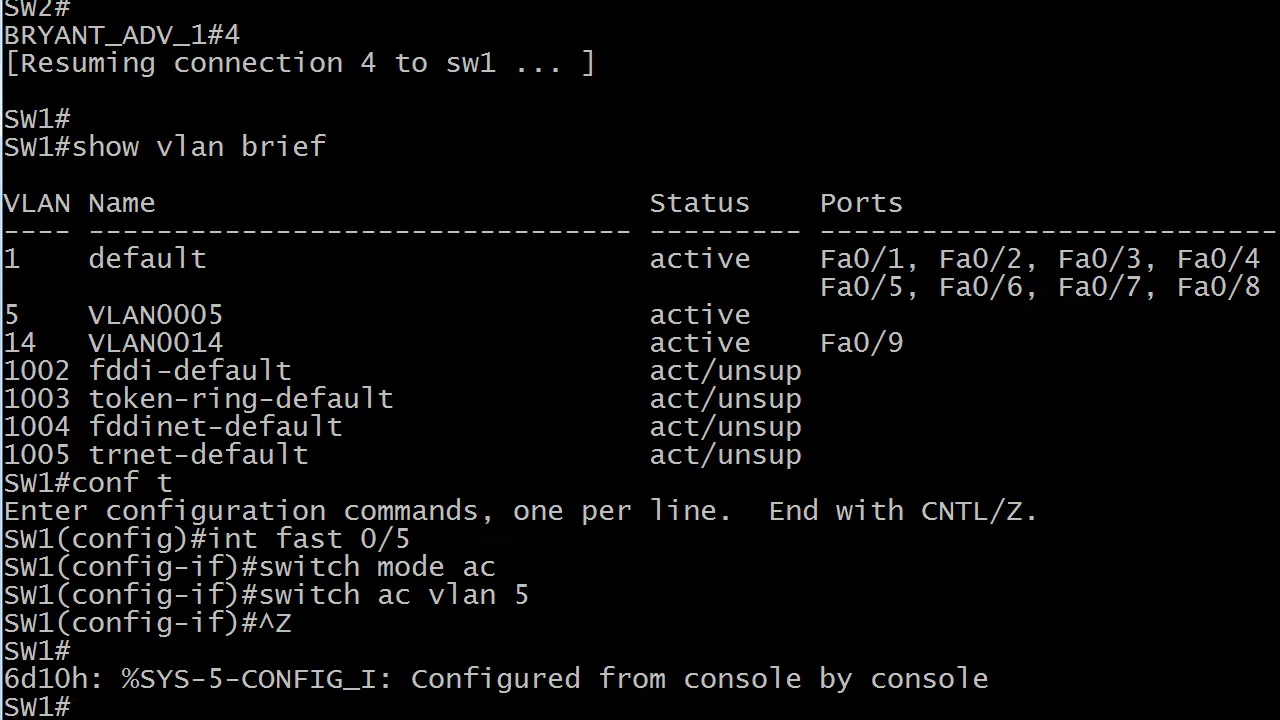 SW2#
BRYANT_ADV_1#4
[Resuming connection 4 to sw1 ... ]
SW1#
SW1#show vlan brief
VLAN Name                             Status    Ports
---- -------------------------------- --------- --------------------------
1    default                          active    Fa0/1, Fa0/2, Fa0/3, Fa0/4
                                                Fa0/5, Fa0/6, Fa0/7, Fa0/8
5    VLAN0005                         active
14   VLAN0014                         active    Fa0/9
1002 fddi-default                     act/unsup
1003 token-ring-default               act/unsup
1004 fddinet-default                  act/unsup
1005 trnet-default                    act/unsup
SW1#conf t
Enter configuration commands, one per line.  End with CNTL/Z.
SW1(config)#int fast 0/5
SW1(config-if)#switch mode ac
SW1(config-if)#switch ac vlan 5
SW1(config-if)#^Z
SW1#
6d10h: %SYS-5-CONFIG_I: Configured from console by console
SW1#